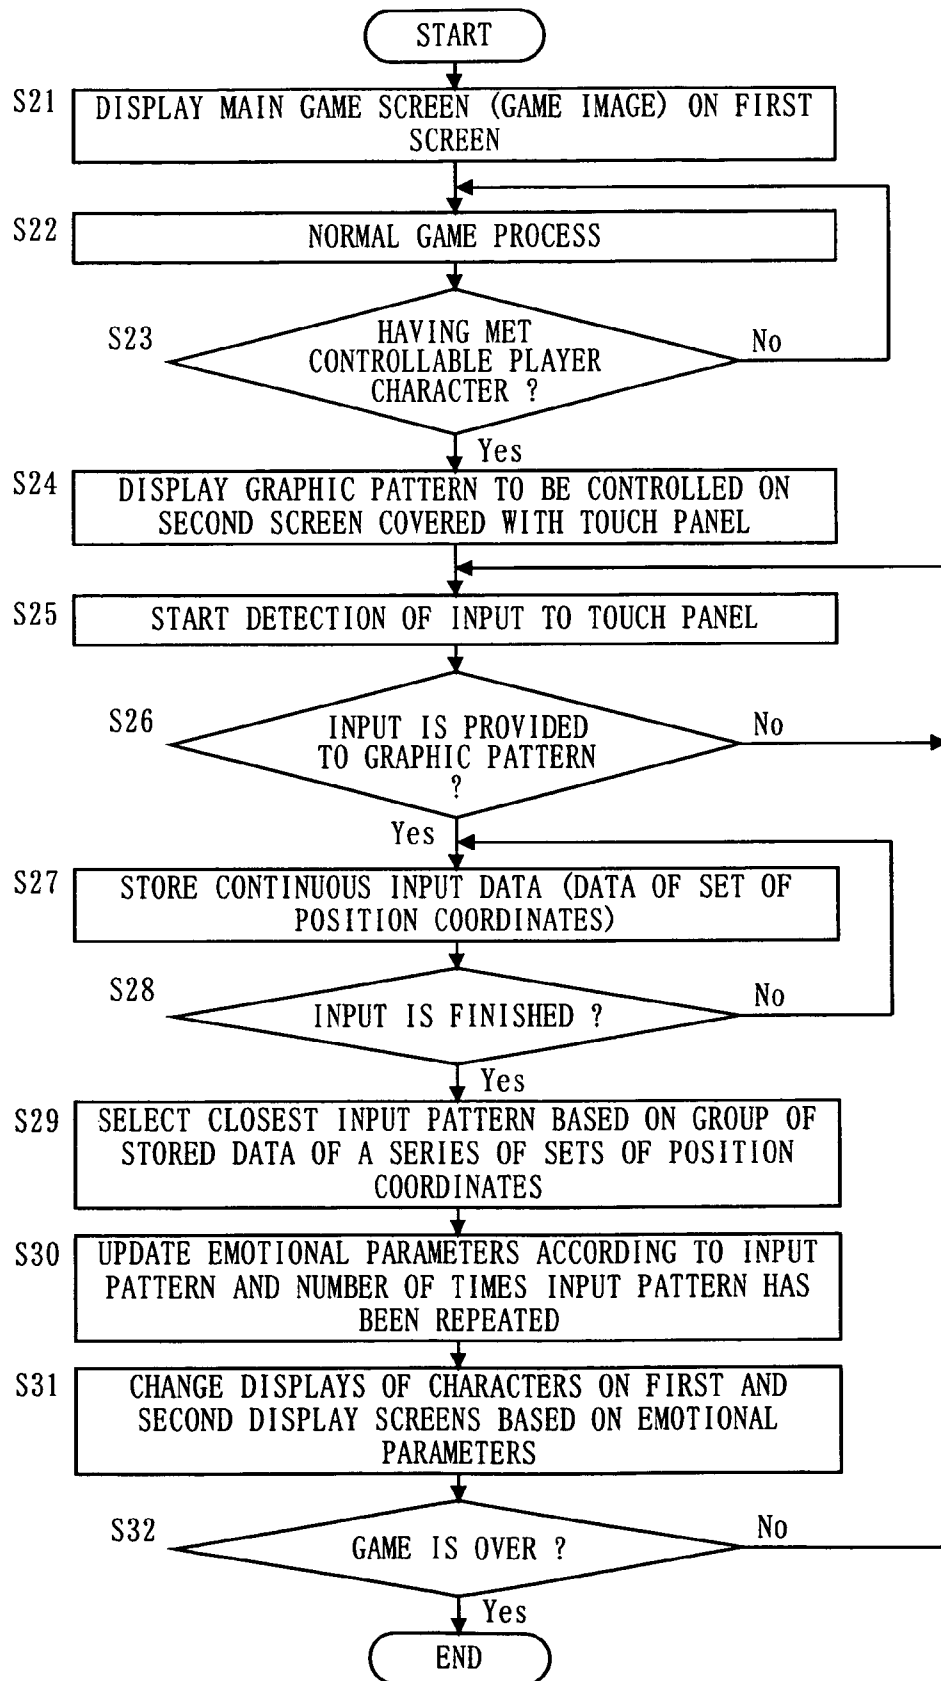 START
S21
DISPLAY MAIN GAME SCREEN (GAME IMAGE) ON FIRST
SCREEN
S22
NORMAL GAME PROCESS
S23
HAVING MET
CONTROLLABLE PLAYER
CHARACTER ?
No
Yes
S24
DISPLAY GRAPHIC PATTERN TO BE CONTROLLED ON
SECOND SCREEN COVERED WITH TOUCH PANEL
S25
START DETECTION OF INPUT TO TOUCH PANEL
S26
INPUT IS PROVIDED
TO GRAPHIC PATTERN
?
No
Yes
S27
STORE CONTINUOUS INPUT DATA (DATA OF SET OF
POSITION COORDINATES)
S28
INPUT IS FINISHED ?
No
Yes
S29
SELECT CLOSEST INPUT PATTERN BASED ON GROUP OF
STORED DATA OF A SERIES OF SETS OF POSITION
COORDINATES
S30
UPDATE EMOTIONAL PARAMETERS ACCORDING TO INPUT
PATTERN AND NUMBER OF TIMES INPUT PATTERN HAS
BEEN REPEATED
S31
CHANGE DISPLAYS OF CHARACTERS ON FIRST AND
SECOND DISPLAY SCREENS BASED ON EMOTIONAL
PARAMETERS
S32
GAME IS OVER ?
No
Yes
END